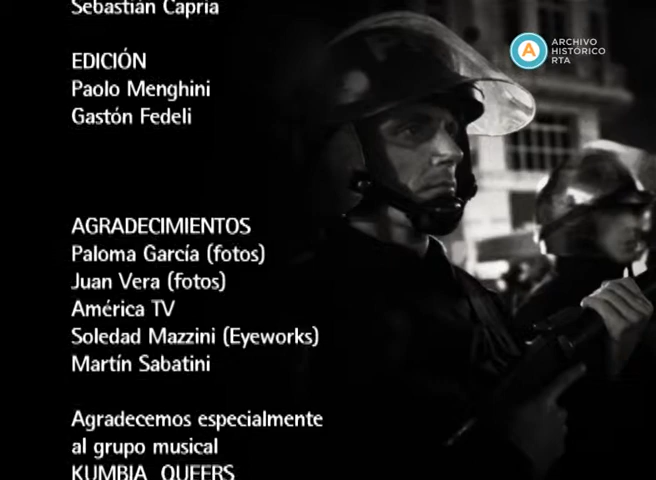 Sebastián Capria
EDICIÓN
Paolo Menghini
Gastón Fedeli
AGRADECIMIENTOS
Paloma García (fotos)
Juan Vera (fotos)
América TV
Soledad Mazzini (Eyeworks)
Martín Sabatini
Agradecemos especialmente
al grupo musical
KUMBIA QUEERS
A
ARCHIVO
HISTÓRICO
RTA